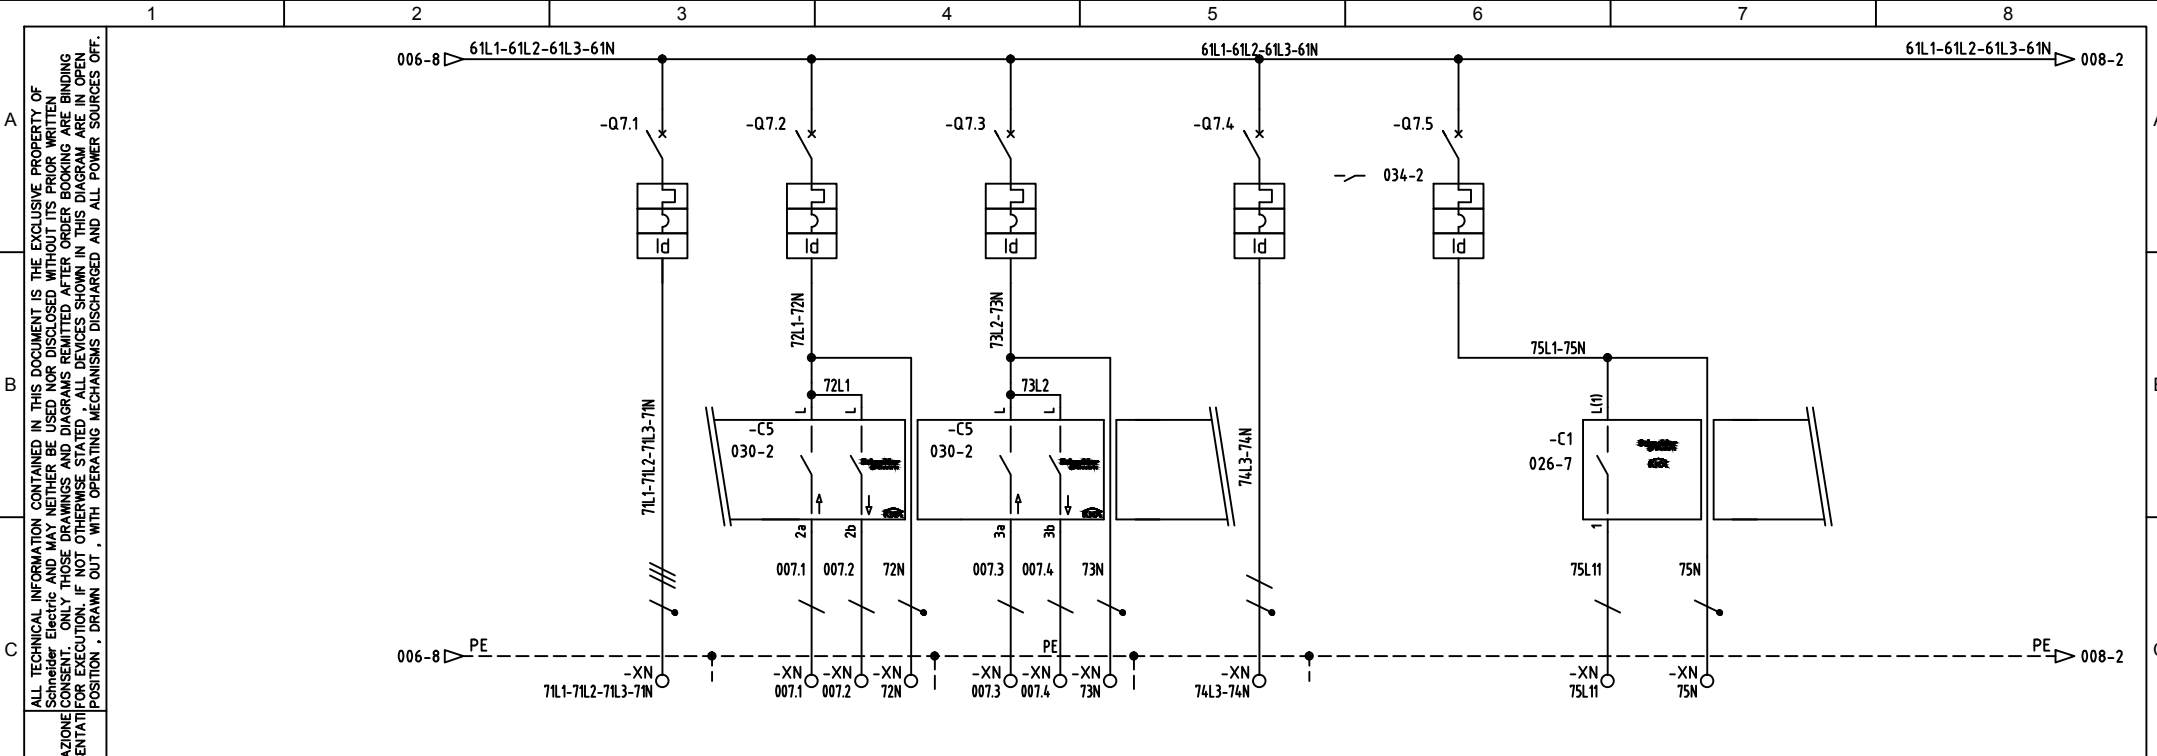 1 2 3 4 5 6 7 8
A
B
C
ALL TECHNICAL INFORMATION CONTAINED IN THIS DOCUMENT IS THE EXCLUSIVE PROPERTY OF
Schneider Electric AND MAY NEITHER BE USED NOR DISCLOSED WITHOUT ITS PRIOR WRITTEN
CONSENT. ONLY THOSE DRAWINGS AND DIAGRAMS REMITTED AFTER ORDER BOOKING ARE BINDING
FOR EXECUTION. IF NOT OTHERWISE STATED , ALL DEVICES SHOWN IN THIS DIAGRAM ARE IN OPEN
POSITION , DRAWN OUT , WITH OPERATING MECHANISMS DISCHARGED AND ALL POWER SOURCES OFF.
AZIONE
ENTATI
006-8 61L1-61L2-61L3-61N 61L1-61L2-61L3-61N 61L1-61L2-61L3-61N 008-2
-Q7.1 -Q7.2 -Q7.3 -Q7.4 -Q7.5
034-2
Id Id Id Id Id
72L1-72N 73L2-73N
75L1-75N
72L1 73L2
71L1-71L2-71L3-71N 74L3-74N
L L L L L(1)
-C5 -C5 -C1
030-2 030-2 026-7
2a 2b 3a 3b 1
007.1 007.2 72N 007.3 007.4 73N 75L11 75N
006-8 PE PE PE 008-2
-XN -XN -XN -XN -XN -XN -XN -XN -XN -XN
71L1-71L2-71L3-71N 007.1 007.2 72N 007.3 007.4 73N 74L3-74N 75L11 75N